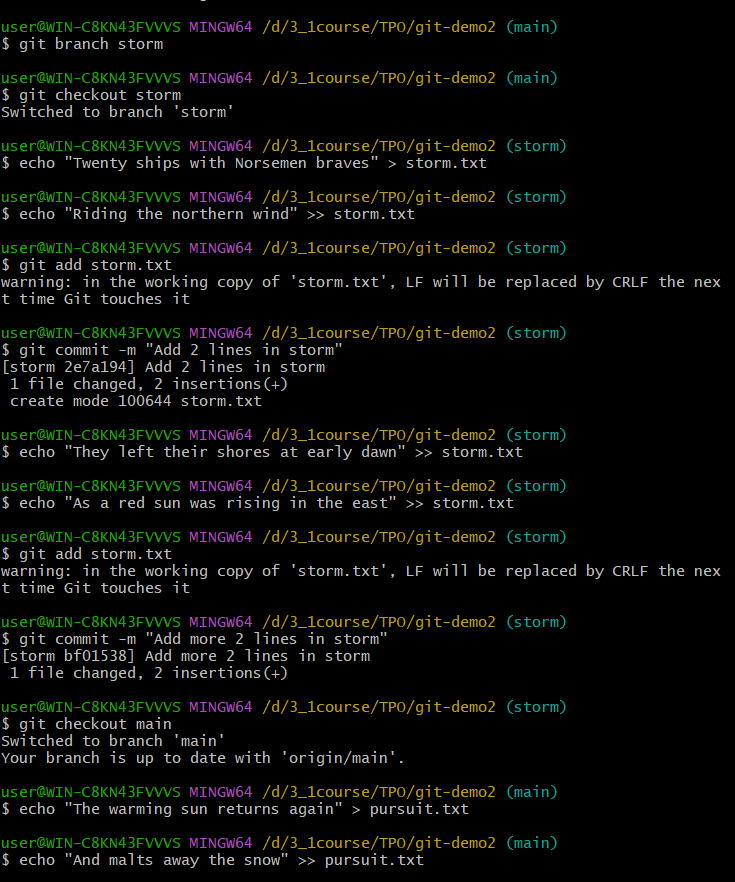 user@WIN-C8KN43FVVVS MINGW64 /d/3_1course/TPO/git-demo2 (main)
$ git branch storm
user@WIN-C8KN43FVVVS MINGW64 /d/3_1course/TPO/git-demo2 (main)
$ git checkout storm
Switched to branch 'storm'
user@WIN-C8KN43FVVVS MINGW64 /d/3_1course/TPO/git-demo2 (storm)
$ echo "Twenty ships with Norsemen braves" > storm.txt
user@WIN-C8KN43FVVVS MINGW64 /d/3_1course/TPO/git-demo2 (storm)
$ echo "Riding the northern wind" >> storm.txt
user@WIN-C8KN43FVVVS MINGW64 /d/3_1course/TPO/git-demo2 (storm)
$ git add storm.txt
warning: in the working copy of 'storm.txt', LF will be replaced by CRLF the nex
t time Git touches it
user@WIN-C8KN43FVVVS MINGW64 /d/3_1course/TPO/git-demo2 (storm)
$ git commit -m "Add 2 lines in storm"
[storm 2e7a194] Add 2 lines in storm
 1 file changed, 2 insertions(+)
 create mode 100644 storm.txt
user@WIN-C8KN43FVVVS MINGW64 /d/3_1course/TPO/git-demo2 (storm)
$ echo "They left their shores at early dawn" >> storm.txt
user@WIN-C8KN43FVVVS MINGW64 /d/3_1course/TPO/git-demo2 (storm)
$ echo "As a red sun was rising in the east" >> storm.txt
user@WIN-C8KN43FVVVS MINGW64 /d/3_1course/TPO/git-demo2 (storm)
$ git add storm.txt
warning: in the working copy of 'storm.txt', LF will be replaced by CRLF the nex
t time Git touches it
user@WIN-C8KN43FVVVS MINGW64 /d/3_1course/TPO/git-demo2 (storm)
$ git commit -m "Add more 2 lines in storm"
[storm bf01538] Add more 2 lines in storm
 1 file changed, 2 insertions(+)
user@WIN-C8KN43FVVVS MINGW64 /d/3_1course/TPO/git-demo2 (storm)
$ git checkout main
Switched to branch 'main'
Your branch is up to date with 'origin/main'.
user@WIN-C8KN43FVVVS MINGW64 /d/3_1course/TPO/git-demo2 (main)
$ echo "The warming sun returns again" > pursuit.txt
user@WIN-C8KN43FVVVS MINGW64 /d/3_1course/TPO/git-demo2 (main)
$ echo "And malts away the snow" >> pursuit.txt